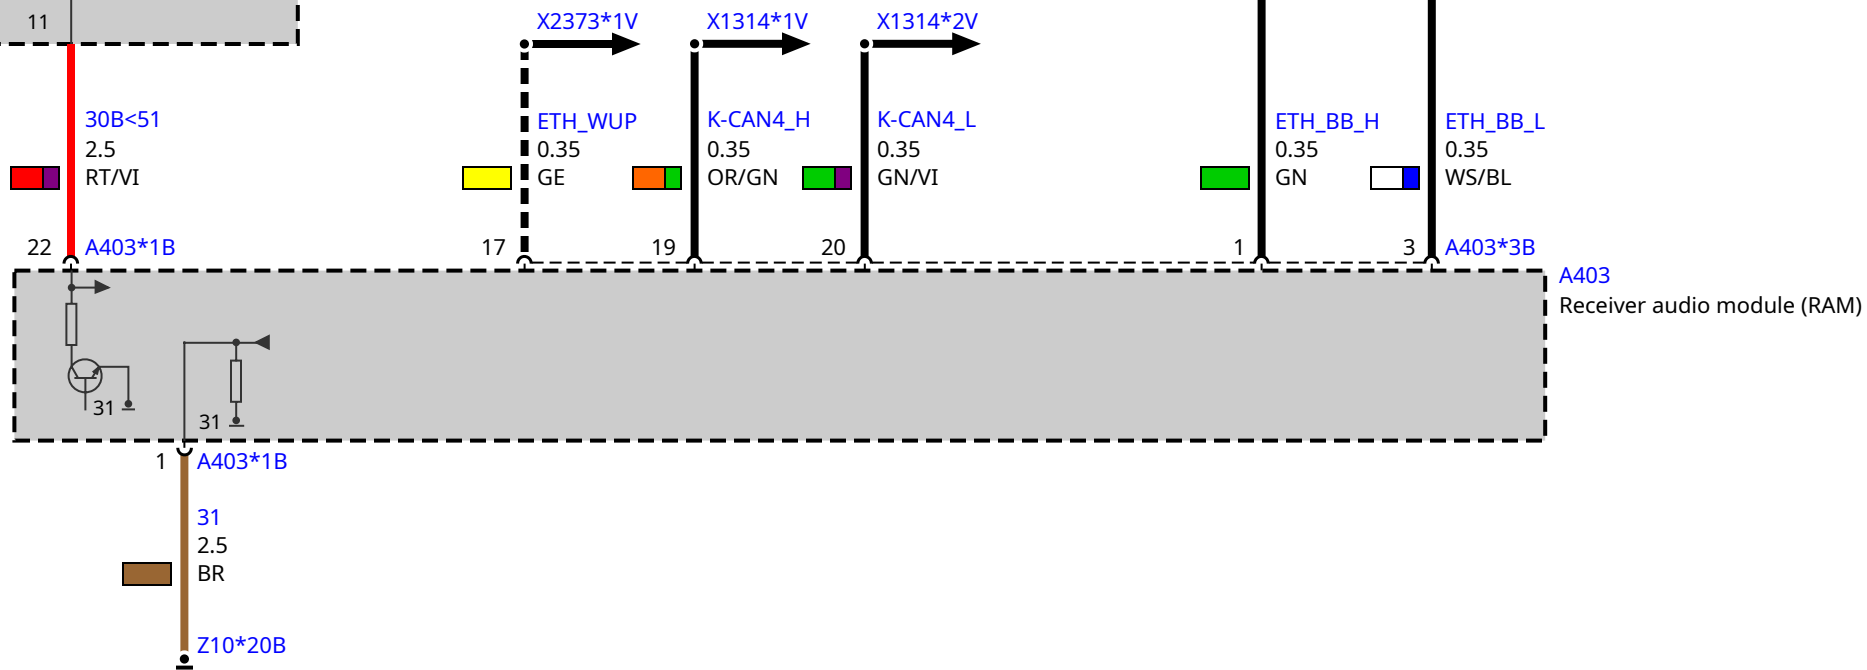 11
X2373*1V
X1314*1V
X1314*2V
30B<51
2.5
RT/VI
ETH_WUP
0.35
GE
K-CAN4_H
0.35
OR/GN
K-CAN4_L
0.35
GN/VI
ETH_BB_H
0.35
GN
ETH_BB_L
0.35
WS/BL
22 A403*1B
17
19
20
1
3 A403*3B
A403
Receiver audio module (RAM)
31
31
1 A403*1B
31
2.5
BR
Z10*20B